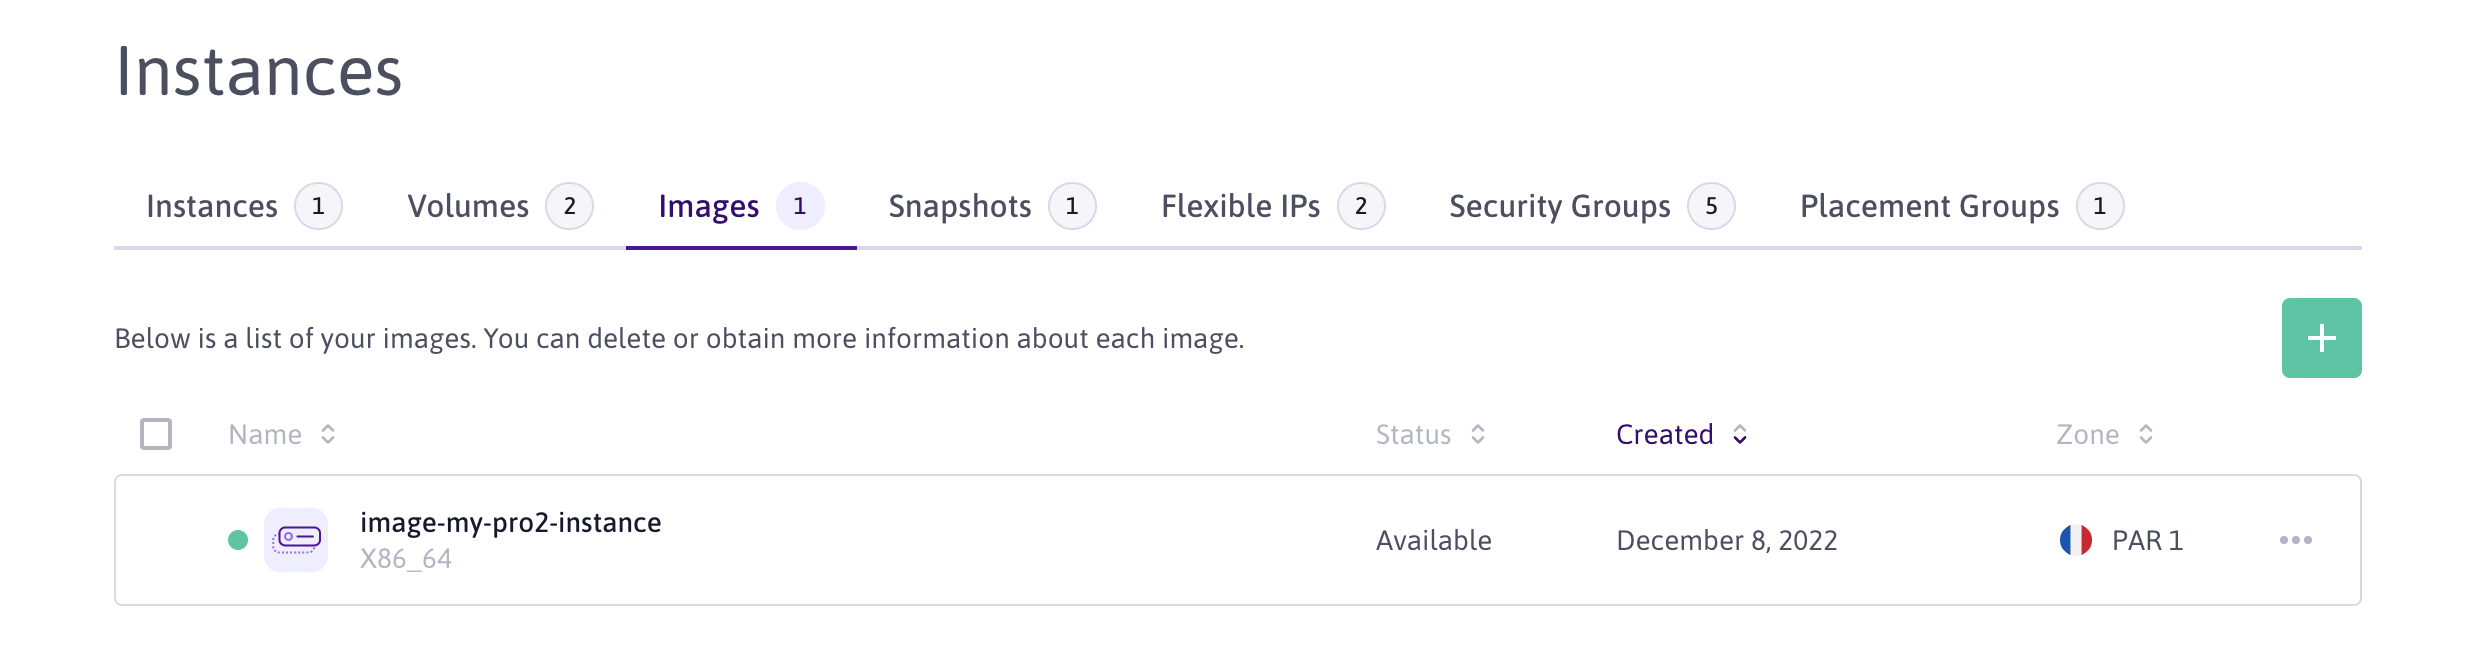 Instances
Instances 1 Volumes 2 Images 1 Snapshots 1 Flexible IPs 2 Security Groups 5 Placement Groups 1
Below is a list of your images. You can delete or obtain more information about each image.
Name Status Created Zone
image-my-pro2-instance
X86_64
Available December 8, 2022 PAR 1